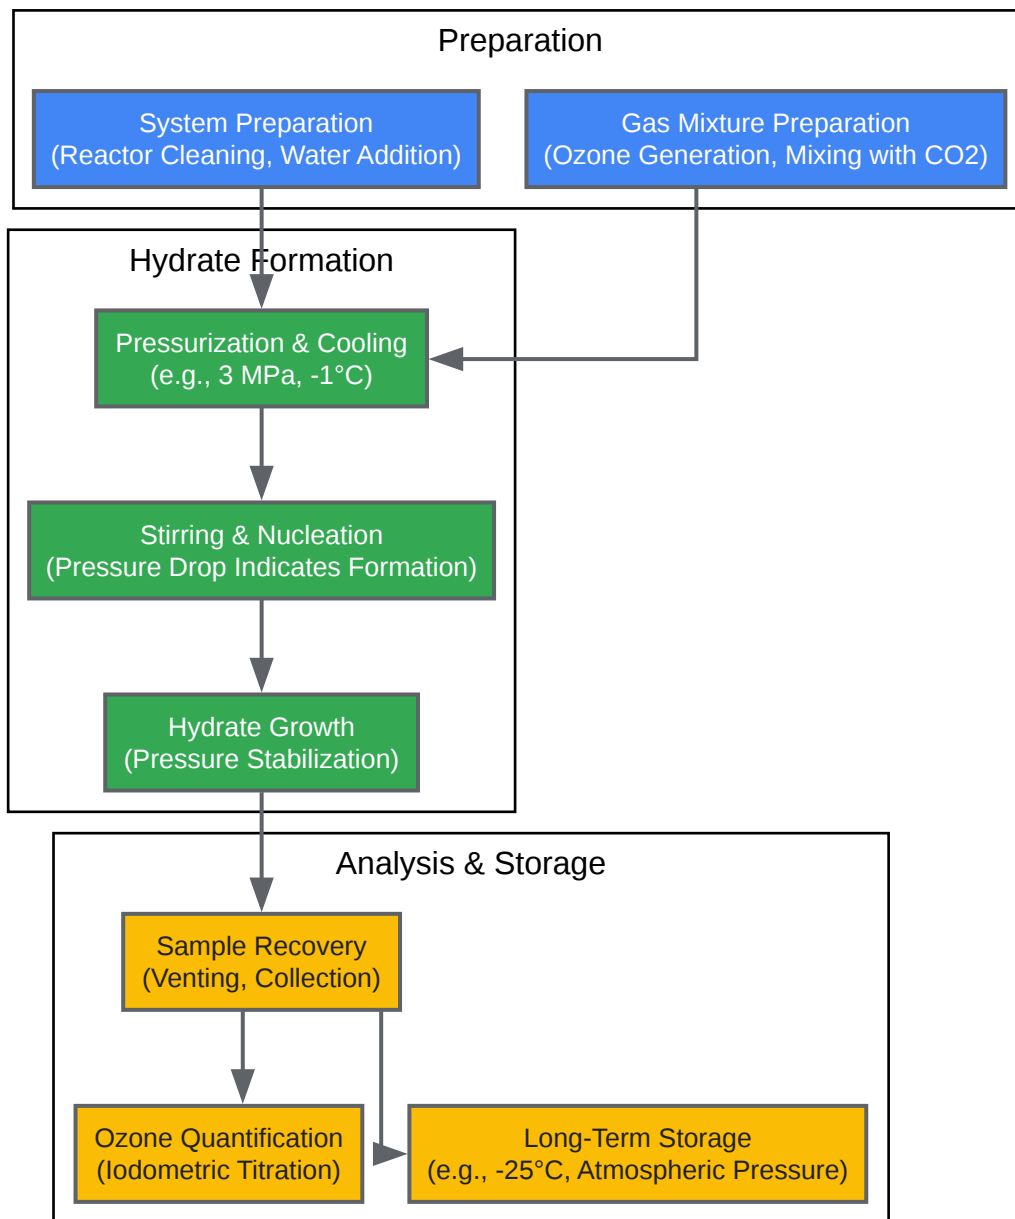 Preparation
System Preparation
(Reactor Cleaning, Water Addition)
Gas Mixture Preparation
(Ozone Generation, Mixing with CO2)
Hydrate Formation
Pressurization & Cooling
(e.g., 3 MPa, -1°C)
Stirring & Nucleation
(Pressure Drop Indicates Formation)
Hydrate Growth
(Pressure Stabilization)
Analysis & Storage
Sample Recovery
(Venting, Collection)
Ozone Quantification
(Iodometric Titration)
Long-Term Storage
(e.g., -25°C, Atmospheric Pressure)